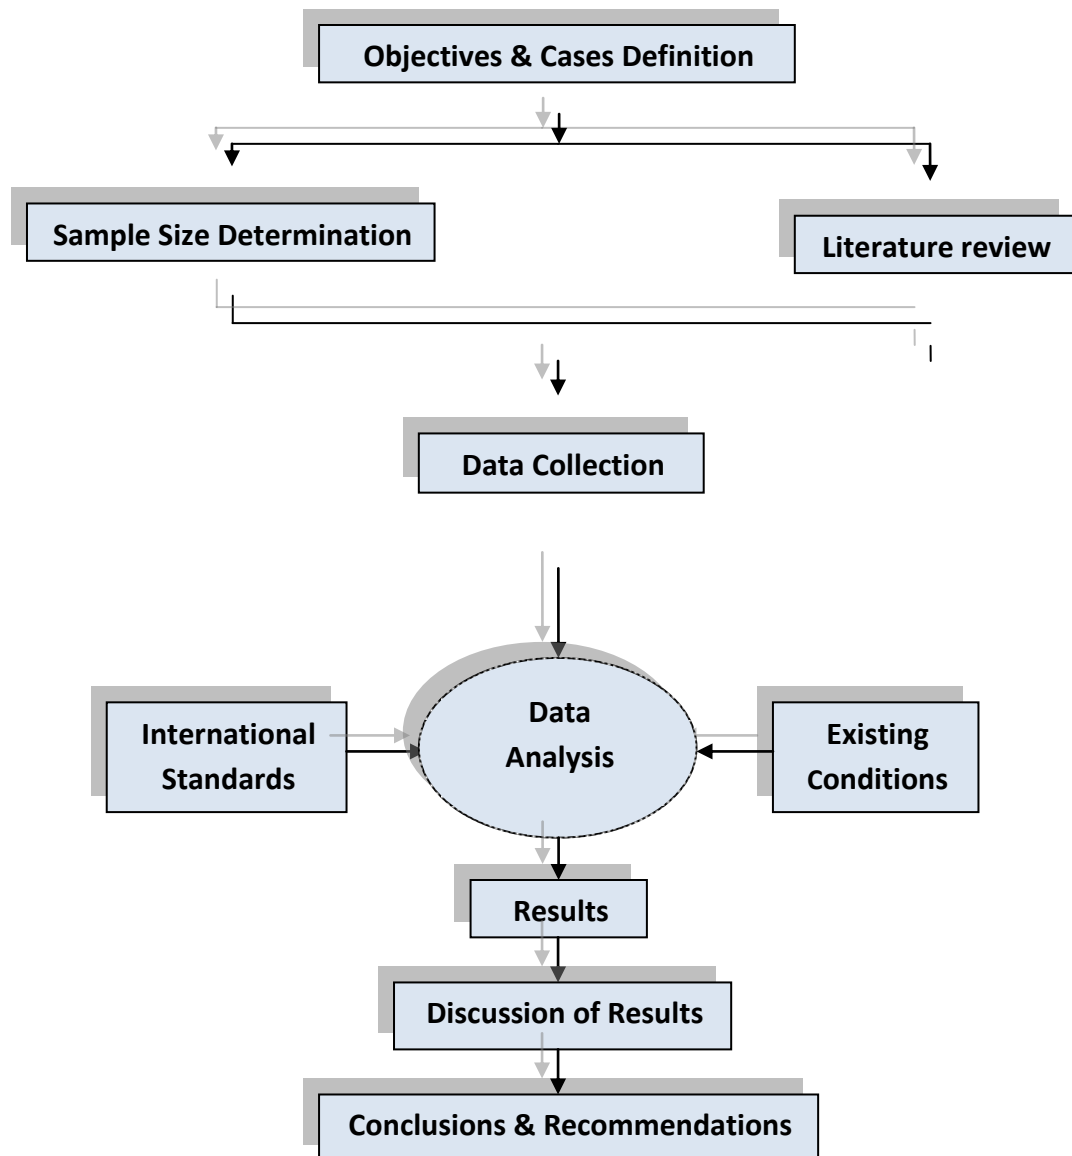 Objectives & Cases Definition
Sample Size Determination
Literature review
Data Collection
International
Standards
Data
Analysis
Existing
Conditions
Results
Discussion of Results
Conclusions & Recommendations